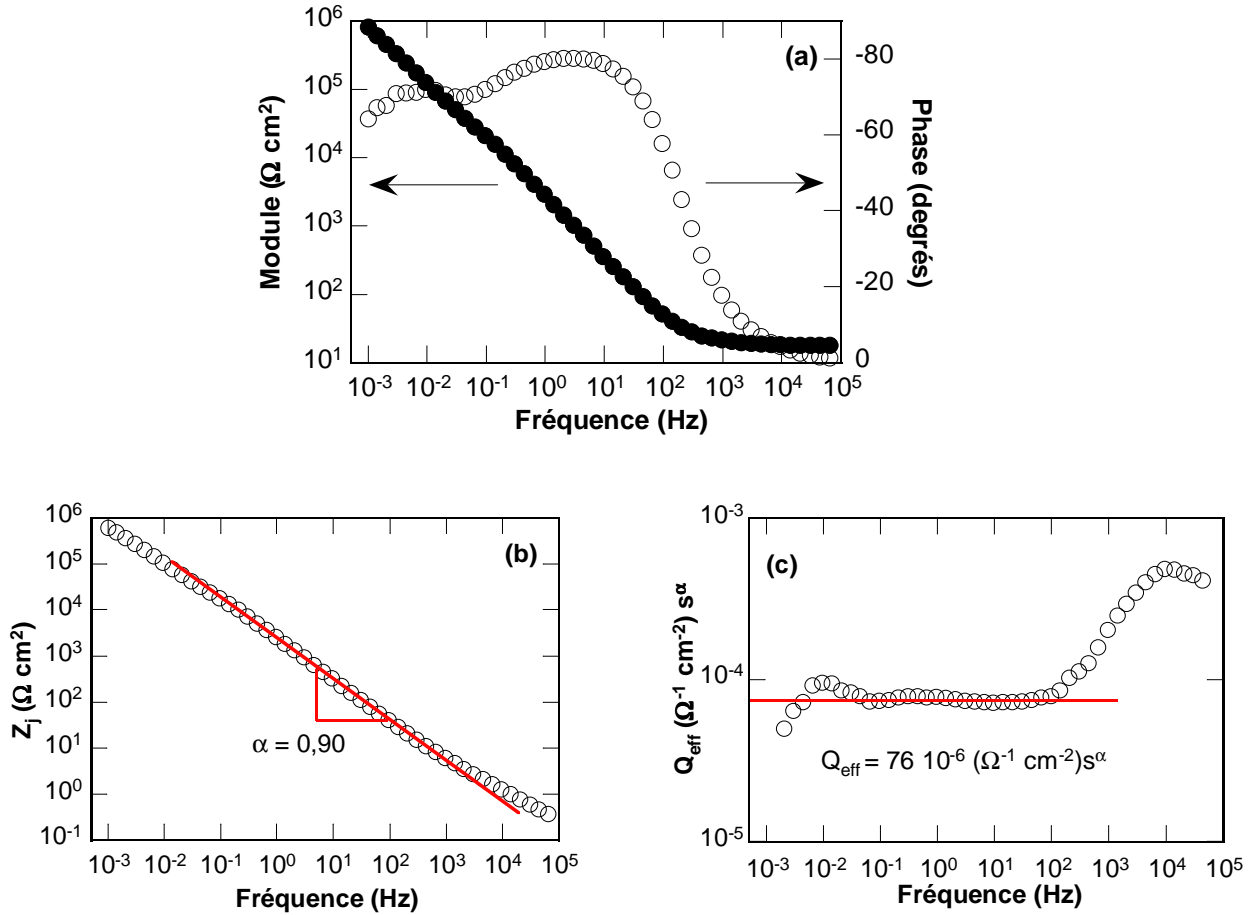 (a)
Module (Ω cm²)
10⁶
10⁵
10⁴
10³
10²
10¹
Phase (degrés)
-80
-60
-40
-20
0
10⁻³ 10⁻² 10⁻¹ 10⁰ 10¹ 10² 10³ 10⁴ 10⁵
Fréquence (Hz)
(b)
Zⱼ (Ω cm²)
10⁶
10⁵
10⁴
10³
10²
10¹
10⁰
10⁻¹
α = 0,90
10⁻³ 10⁻² 10⁻¹ 10⁰ 10¹ 10² 10³ 10⁴ 10⁵
Fréquence (Hz)
(c)
Q_eff (Ω⁻¹ cm⁻²) s^α
10⁻³
10⁻⁴
10⁻⁵
Q_eff = 76 10⁻⁶ (Ω⁻¹ cm⁻²)s^α
10⁻³ 10⁻² 10⁻¹ 10⁰ 10¹ 10² 10³ 10⁴ 10⁵
Fréquence (Hz)